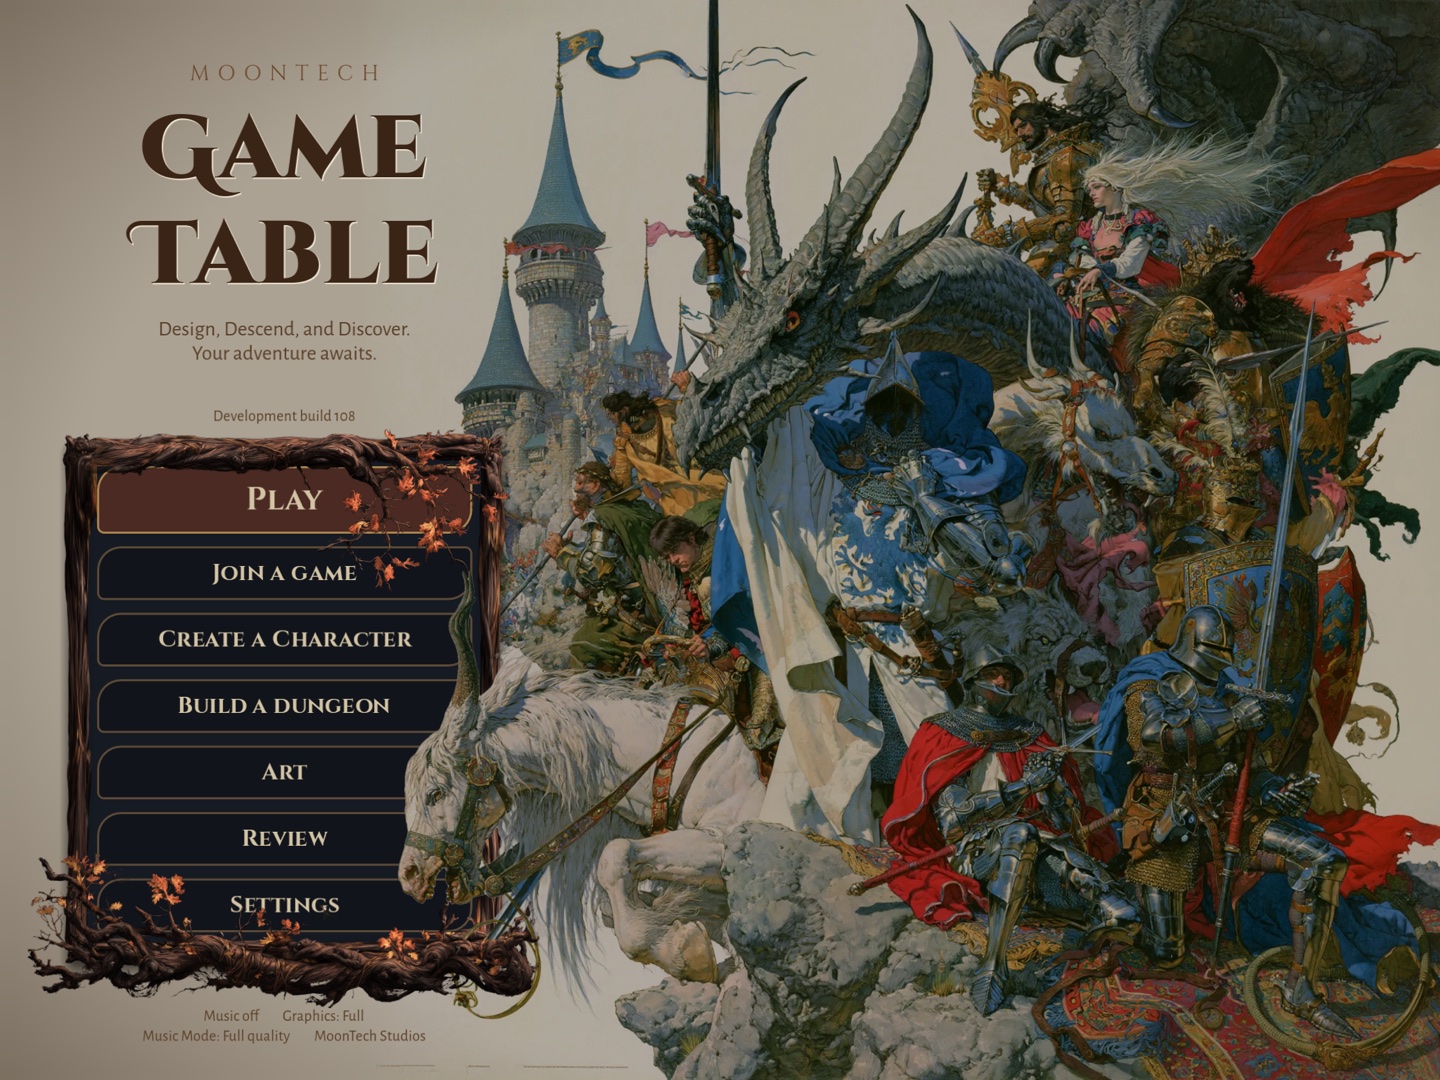 MOONTECH
GAME
TABLE
Design, Descend, and Discover.
Your adventure awaits.
Development build 108
PLAY
JOIN A GAME
CREATE A CHARACTER
BUILD A DUNGEON
ART
REVIEW
SETTINGS
Music off Graphics: Full
Music Mode: Full quality MoonTech Studios